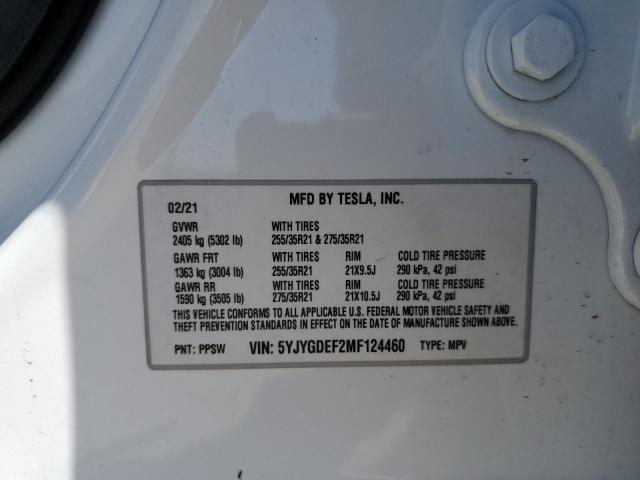 MFD BY TESLA, INC.
02/21
GVWR WITH TIRES
2405 kg (5302 lb) 255/35R21 & 275/35R21
GAWR FRT WITH TIRES RIM COLD TIRE PRESSURE
1363 kg (3004 lb) 255/35R21 21X9.5J 290 kPa, 42 psi
GAWR RR WITH TIRES RIM COLD TIRE PRESSURE
1590 kg (3505 lb) 275/35R21 21X10.5J 290 kPa, 42 psi
THIS VEHICLE CONFORMS TO ALL APPLICABLE U.S. FEDERAL MOTOR VEHICLE SAFETY AND
THEFT PREVENTION STANDARDS IN EFFECT ON THE DATE OF MANUFACTURE SHOWN ABOVE.
PNT: PPSW VIN: 5YJYGDEF2MF124460 TYPE: MPV